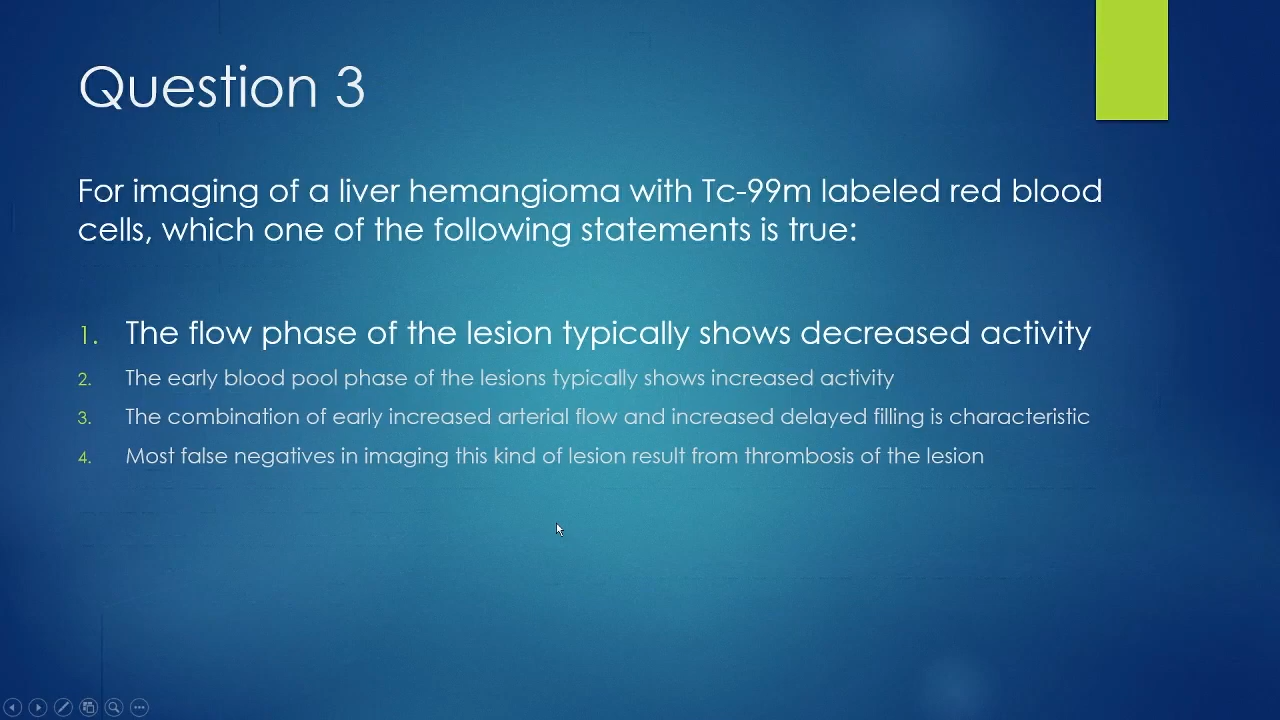 Question 3
For imaging of a liver hemangioma with Tc-99m labeled red blood
cells, which one of the following statements is true:
1. The flow phase of the lesion typically shows decreased activity
2. The early blood pool phase of the lesions typically shows increased activity
3. The combination of early increased arterial flow and increased delayed filling is characteristic
4. Most false negatives in imaging this kind of lesion result from thrombosis of the lesion